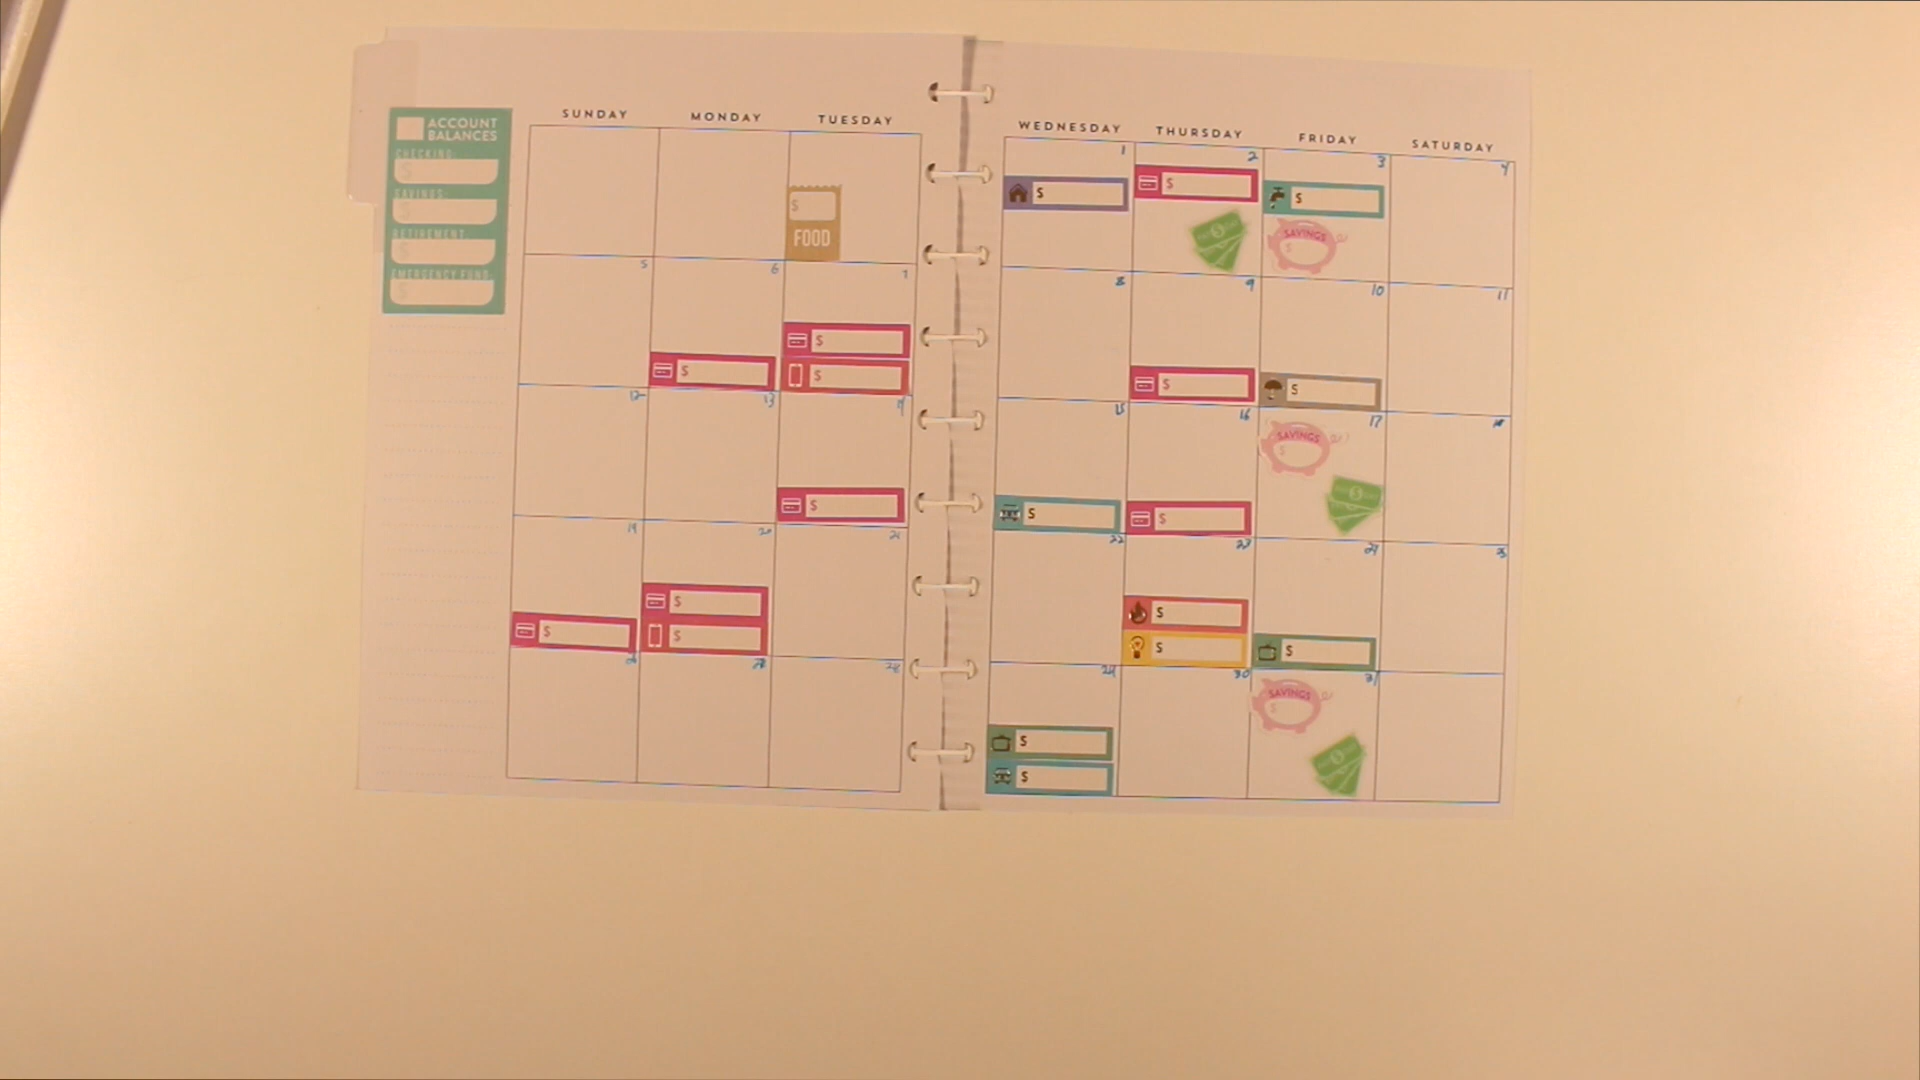 SUNDAY MONDAY TUESDAY WEDNESDAY THURSDAY FRIDAY SATURDAY
ACCOUNT
BALANCES
CHECKING:
$
SAVINGS:
$
RETIREMENT
$
EMERGENCY FUND:
$
1 2 3 4
$
FOOD
$ $ $
SAVINGS
$
5 6 7 8 9 10 11
$ $
$ $ $
12 13 14 15 16 17 18
SAVINGS
$
$ $ $
19 20 21 22 23 24 25
$ $
$ $ $ $
26 28 29 30 31
SAVINGS
$
$
$